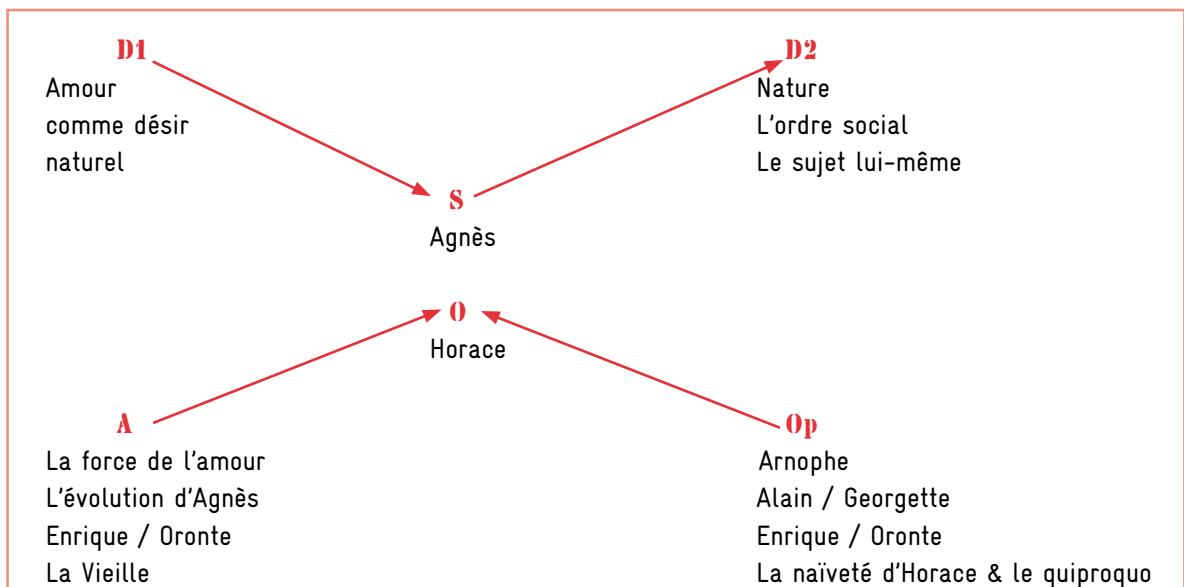 D1
Amour
comme désir
naturel
D2
Nature
L'ordre social
Le sujet lui-même
S
Agnès
O
Horace
A
La force de l'amour
L'évolution d'Agnès
Enrique / Oronte
La Vieille
Op
Arnophe
Alain / Georgette
Enrique / Oronte
La naïveté d'Horace & le quiproquo